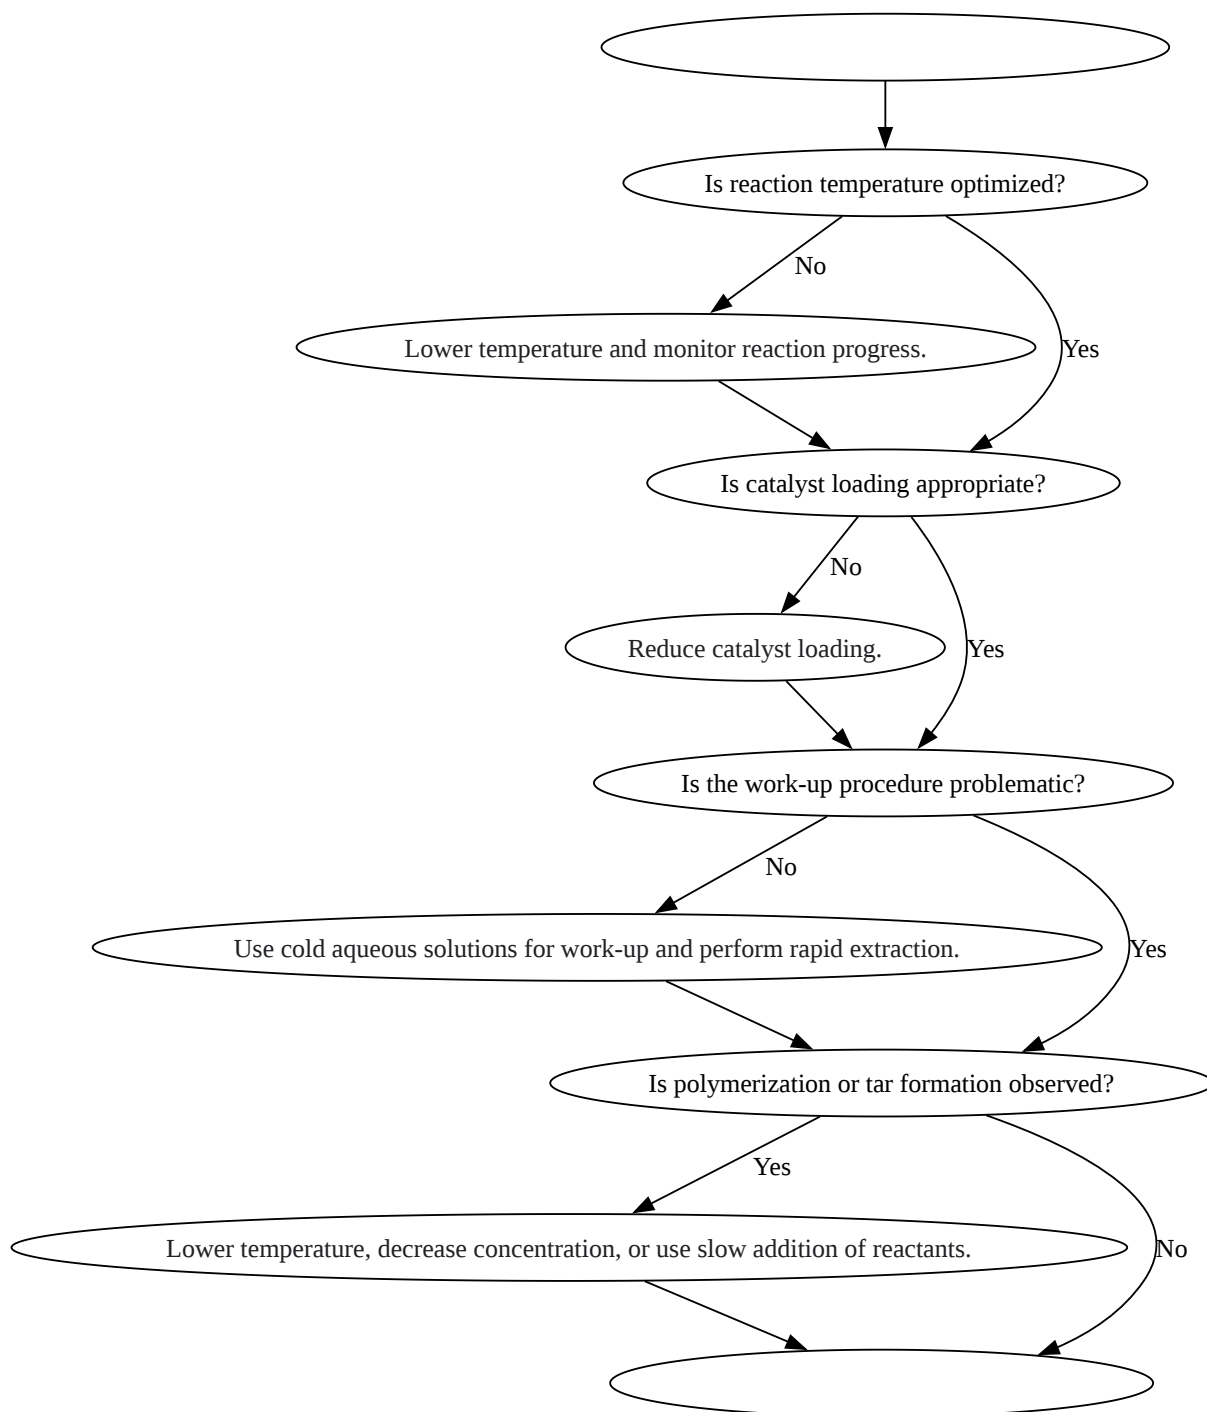 Is reaction temperature optimized?
No
Lower temperature and monitor reaction progress.
Yes
Is catalyst loading appropriate?
No
Reduce catalyst loading.
Yes
Is the work-up procedure problematic?
No
Use cold aqueous solutions for work-up and perform rapid extraction.
Yes
Is polymerization or tar formation observed?
Yes
Lower temperature, decrease concentration, or use slow addition of reactants.
No